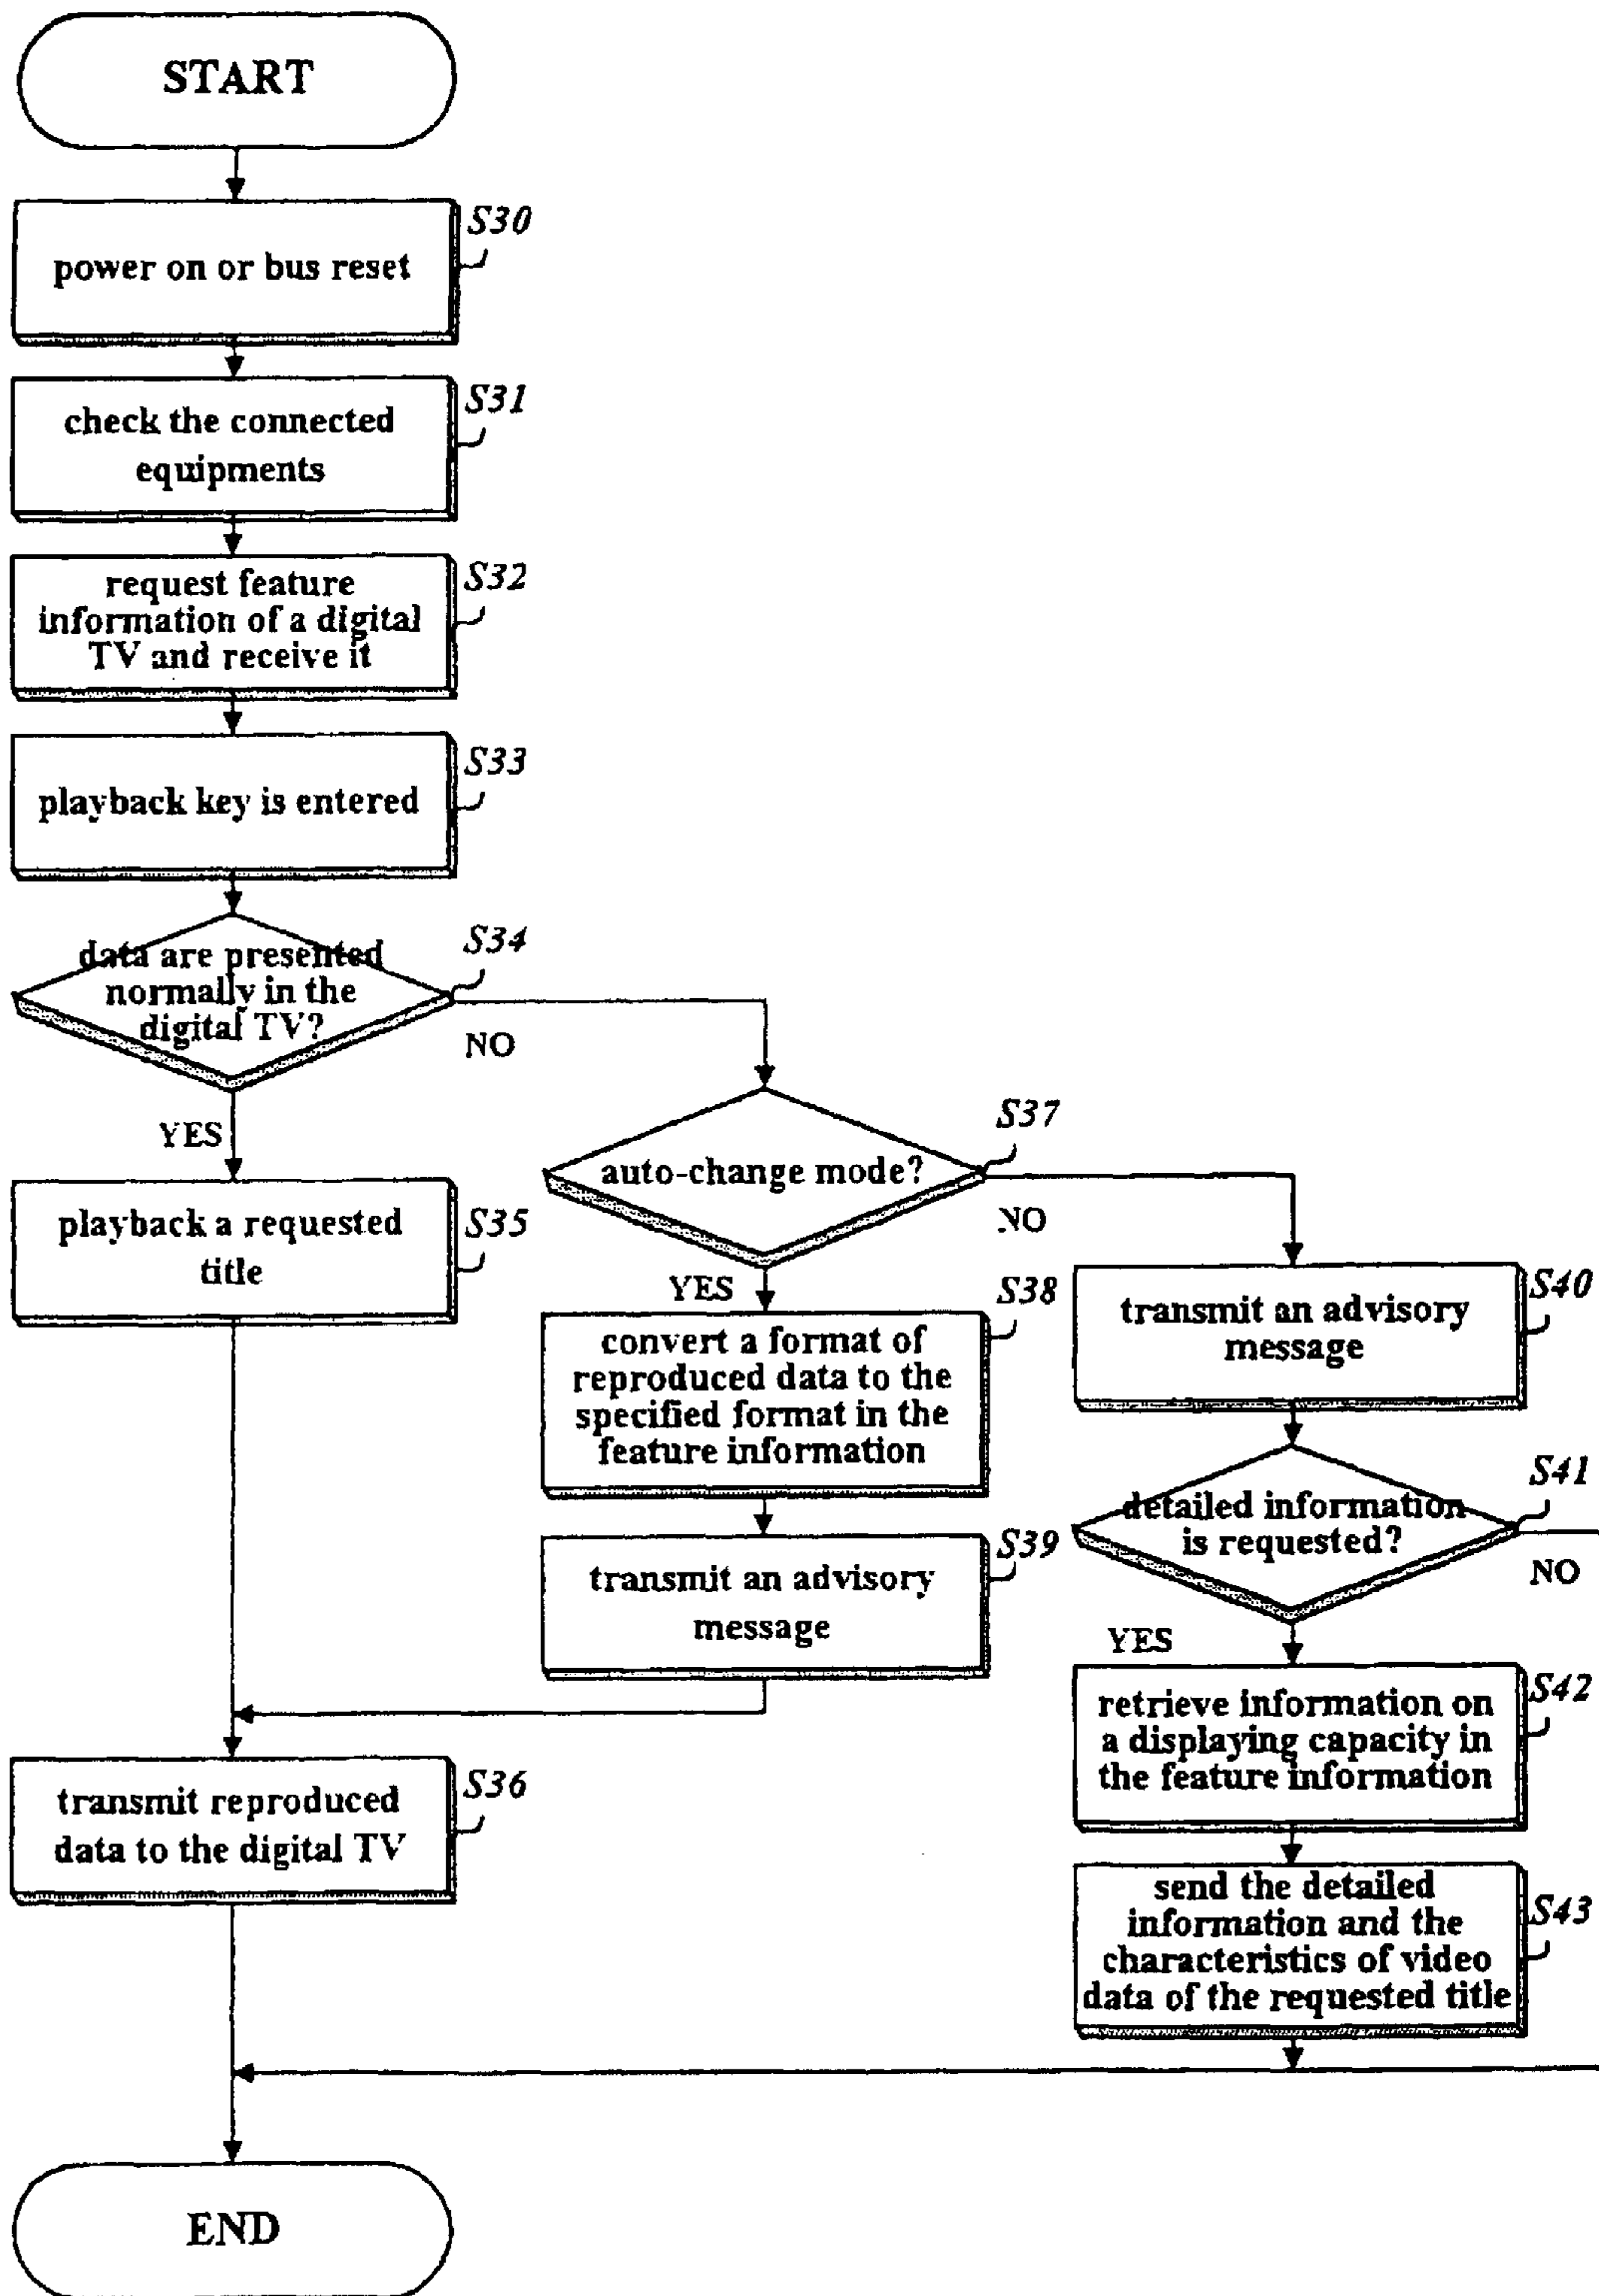 START
S30
power on or bus reset
S31
check the connected
equipments
S32
request feature
information of a digital
TV and receive it
S33
playback key is entered
S34
data are presented
normally in the
digital TV?
NO
YES
S37
auto-change mode?
NO
YES
S35
playback a requested
title
S38
convert a format of
reproduced data to the
specified format in the
feature information
S40
transmit an advisory
message
S39
transmit an advisory
message
S41
detailed information
is requested?
NO
YES
S42
retrieve information on
a displaying capacity in
the feature information
S36
transmit reproduced
data to the digital TV
S43
send the detailed
information and the
characteristics of video
data of the requested title
END